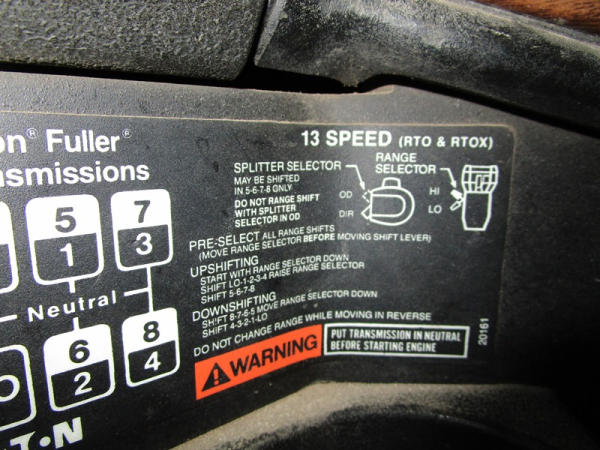 on® Fuller®
nsmissions
13 SPEED (RTO & RTOX)
SPLITTER SELECTOR
MAY BE SHIFTED
IN 5-6-7-8 ONLY
DO NOT RANGE SHIFT
WITH SPLITTER
SELECTOR IN OD
OD
DIR
RANGE
SELECTOR
HI
LO
PRE-SELECT ALL RANGE SHIFTS
(MOVE RANGE SELECTOR BEFORE MOVING SHIFT LEVER)
UPSHIFTING
START WITH RANGE SELECTOR DOWN
SHIFT LO-1-2-3-4 RAISE RANGE SELECTOR
SHIFT 5-6-7-8
DOWNSHIFTING
SHIFT 8-7-6-5 MOVE RANGE SELECTOR DOWN
SHIFT 4-3-2-1-LO
DO NOT CHANGE RANGE WHILE MOVING IN REVERSE
WARNING
PUT TRANSMISSION IN NEUTRAL
BEFORE STARTING ENGINE
20161
5 7
1 3
Neutral
6 8
2 4
O
T·N